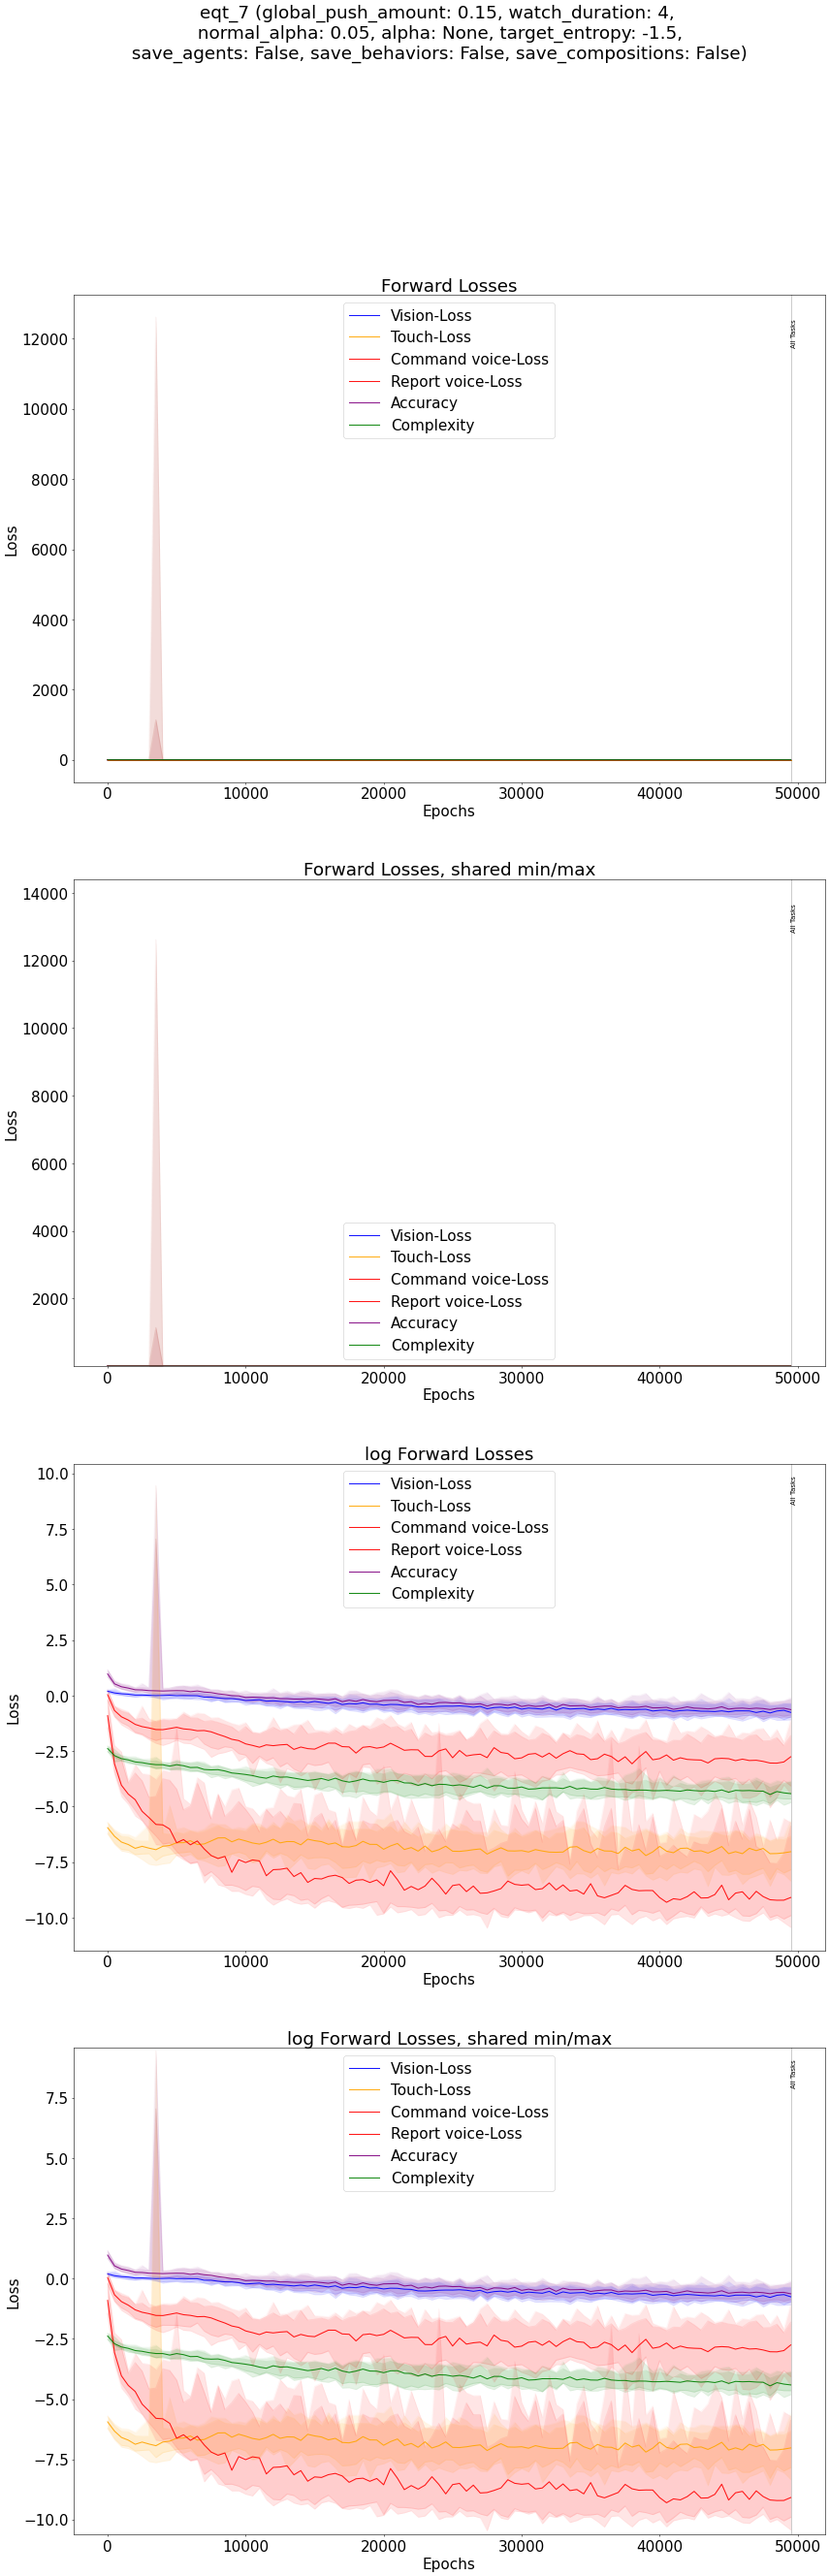 eqt_7 (global_push_amount: 0.15, watch_duration: 4,
normal_alpha: 0.05, alpha: None, target_entropy: -1.5,
save_agents: False, save_behaviors: False, save_compositions: False)
Forward Losses
Vision-Loss
Touch-Loss
Command voice-Loss
Report voice-Loss
Accuracy
Complexity
All Tasks
12000
10000
8000
6000
4000
2000
0
Loss
0 10000 20000 30000 40000 50000
Epochs
Forward Losses, shared min/max
All Tasks
14000
12000
10000
8000
6000
4000
2000
Loss
Vision-Loss
Touch-Loss
Command voice-Loss
Report voice-Loss
Accuracy
Complexity
0 10000 20000 30000 40000 50000
Epochs
log Forward Losses
Vision-Loss
Touch-Loss
Command voice-Loss
Report voice-Loss
Accuracy
Complexity
All Tasks
10.0
7.5
5.0
2.5
0.0
−2.5
−5.0
−7.5
−10.0
Loss
0 10000 20000 30000 40000 50000
Epochs
log Forward Losses, shared min/max
Vision-Loss
Touch-Loss
Command voice-Loss
Report voice-Loss
Accuracy
Complexity
All Tasks
7.5
5.0
2.5
0.0
−2.5
−5.0
−7.5
−10.0
Loss
0 10000 20000 30000 40000 50000
Epochs